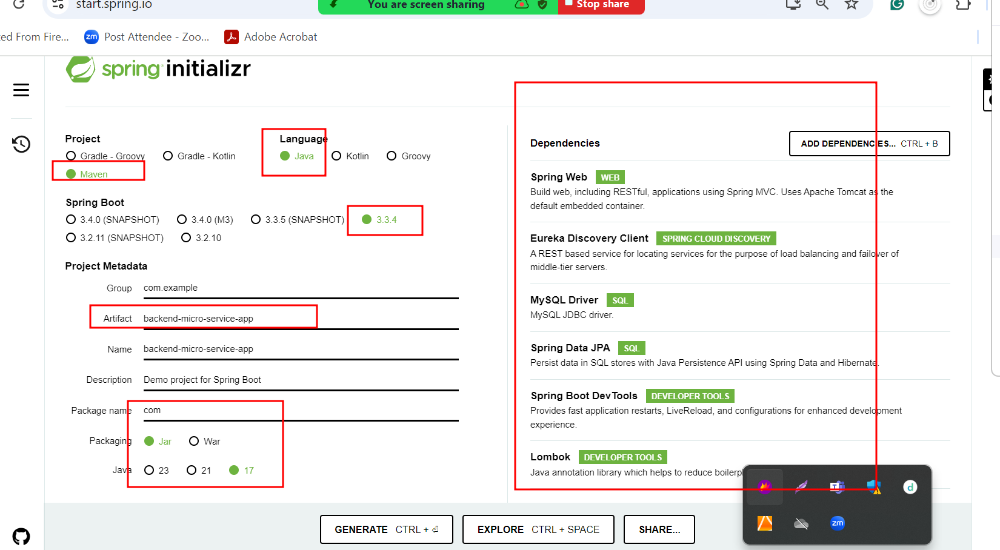 start.spring.io
You are screen sharing
Stop share
ed From Fire...
zm
Post Attendee - Zoo...
Adobe Acrobat
spring initializr
Project
Gradle - Groovy
Gradle - Kotlin
Maven
Language
Java
Kotlin
Groovy
Spring Boot
3.4.0 (SNAPSHOT)
3.4.0 (M3)
3.3.5 (SNAPSHOT)
3.3.4
3.2.11 (SNAPSHOT)
3.2.10
Project Metadata
Group com.example
Artifact backend-micro-service-app
Name backend-micro-service-app
Description Demo project for Spring Boot
Package name com
Packaging Jar War
Java 23 21 17
Dependencies
ADD DEPENDENCIES... CTRL + B
Spring Web WEB
Build web, including RESTful, applications using Spring MVC. Uses Apache Tomcat as the
default embedded container.
Eureka Discovery Client SPRING CLOUD DISCOVERY
A REST based service for locating services for the purpose of load balancing and failover of
middle-tier servers.
MySQL Driver SQL
MySQL JDBC driver.
Spring Data JPA SQL
Persist data in SQL stores with Java Persistence API using Spring Data and Hibernate.
Spring Boot DevTools DEVELOPER TOOLS
Provides fast application restarts, LiveReload, and configurations for enhanced development
experience.
Lombok DEVELOPER TOOLS
Java annotation library which helps to reduce boilerp
GENERATE CTRL + ⏎
EXPLORE CTRL + SPACE
SHARE...
d
zm